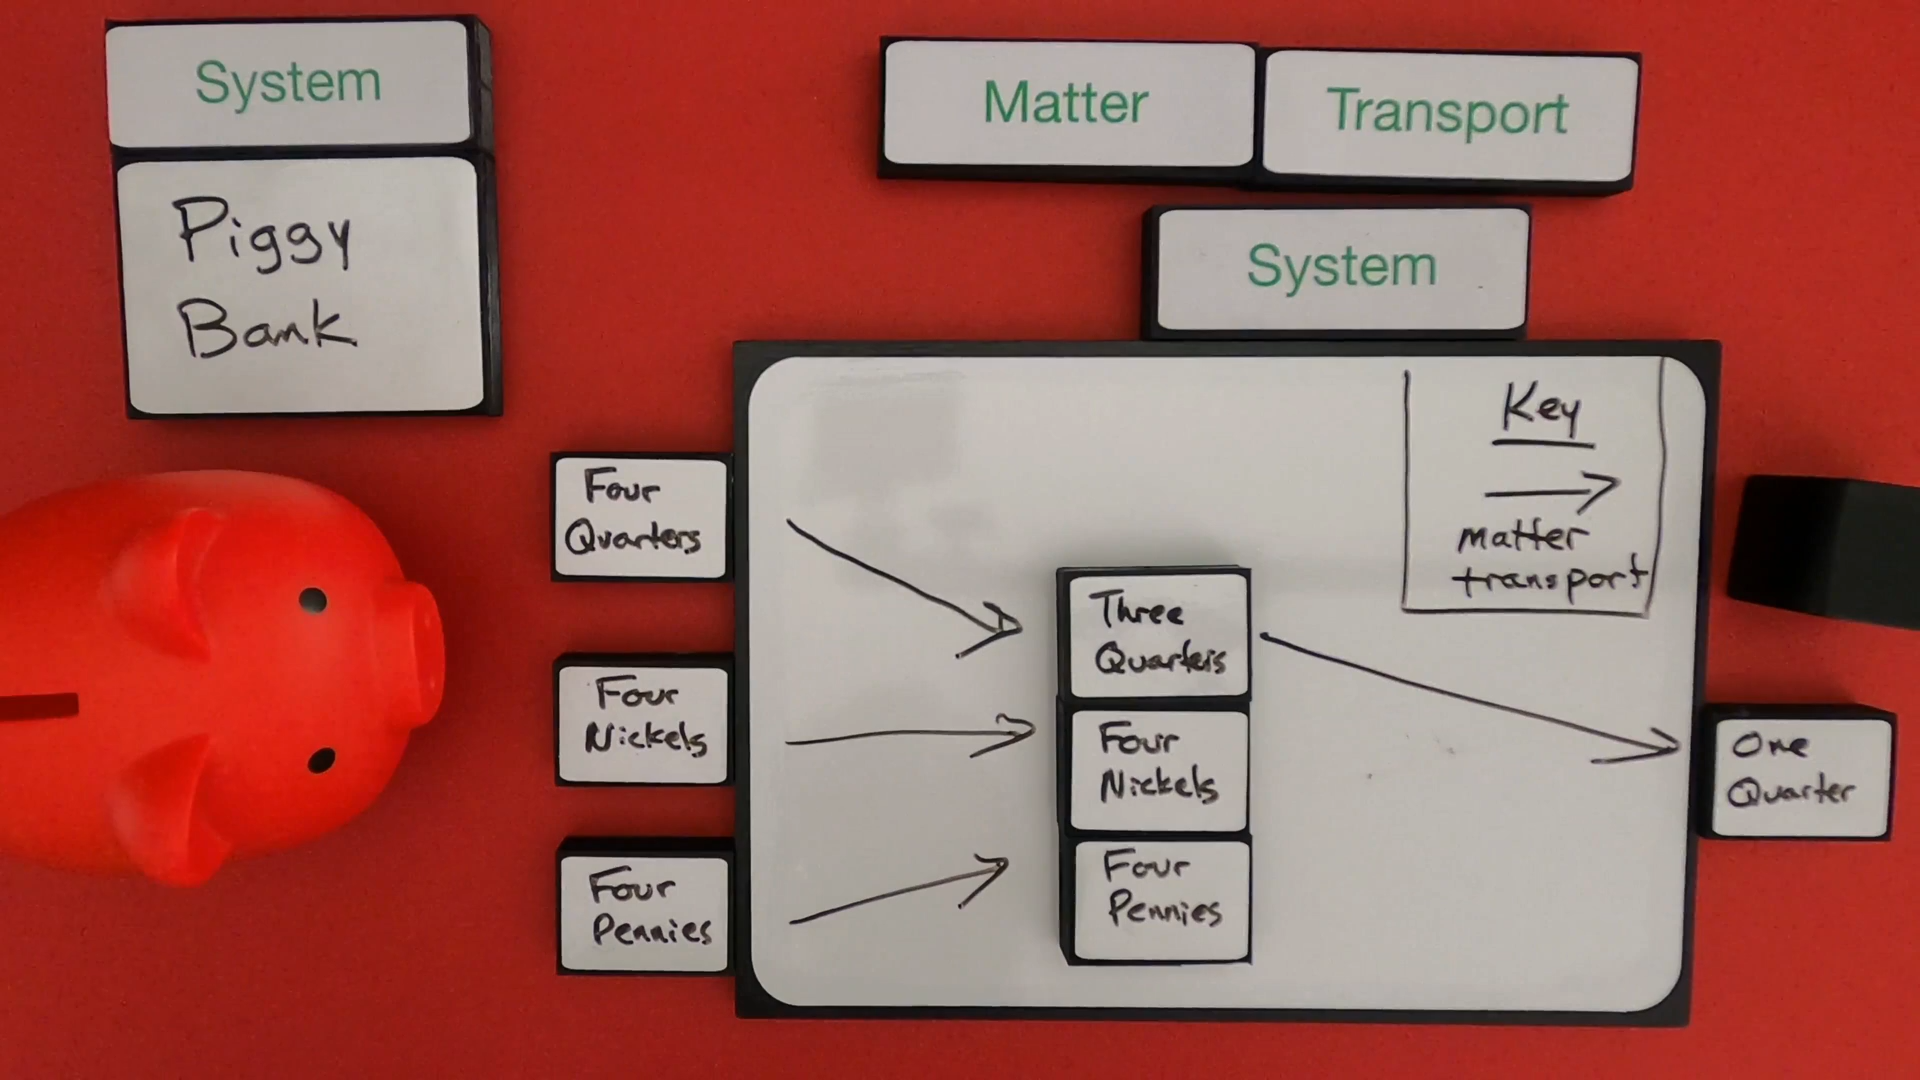 System
Piggy
Bank
Matter
Transport
System
Key
matter
transport
Four
Quarters
Four
Nickels
Four
Pennies
Three
Quarters
Four
Nickels
Four
Pennies
One
Quarter